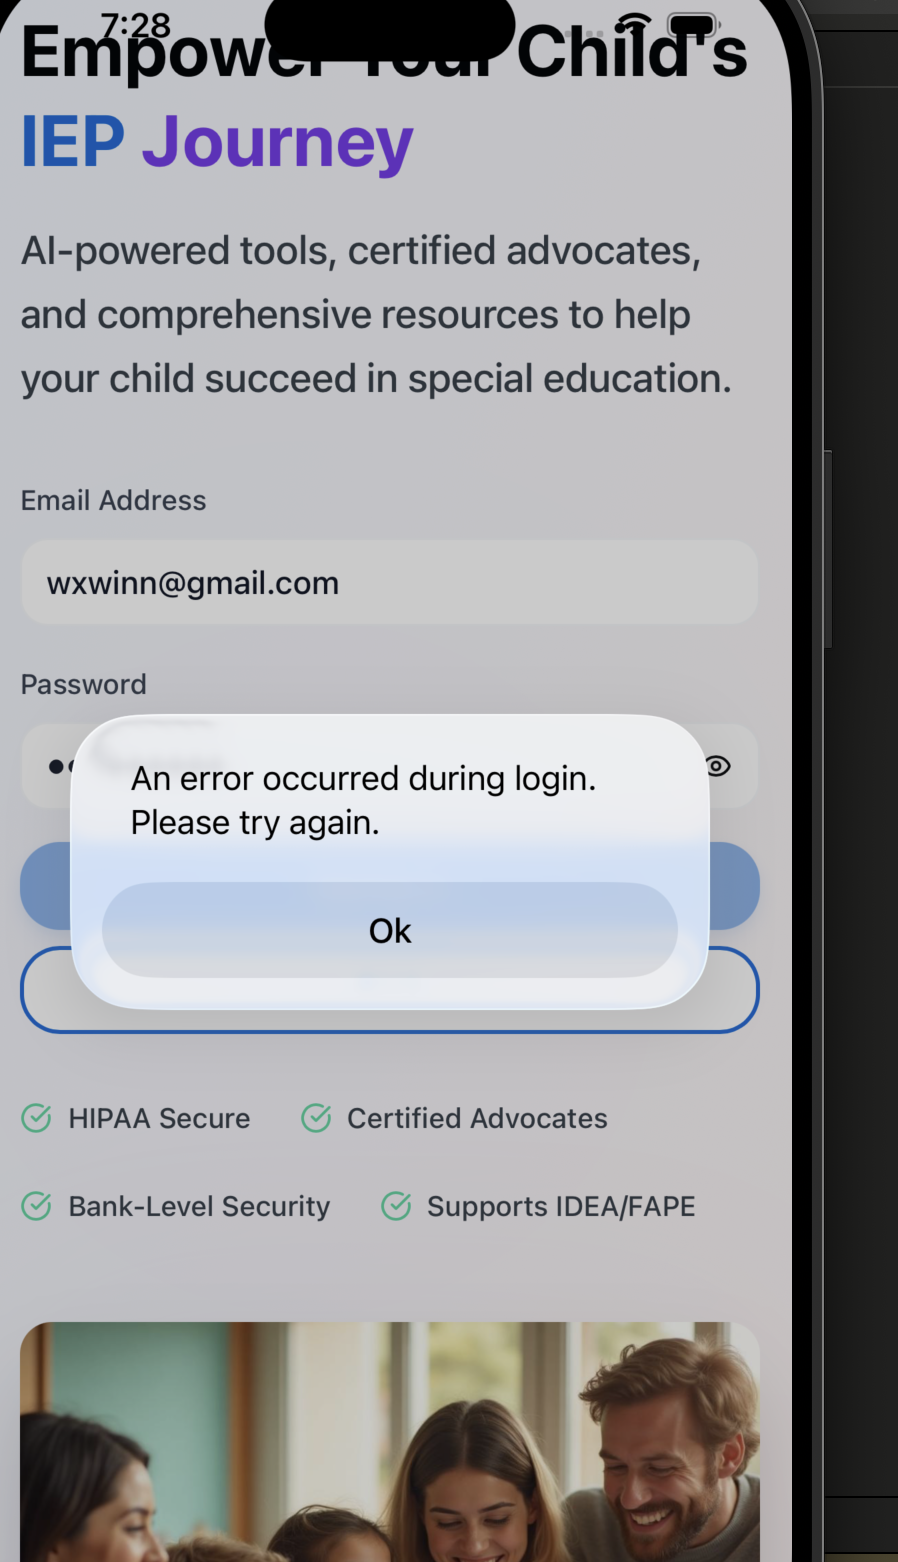 7:28
Empower Your Child's
IEP Journey
AI-powered tools, certified advocates,
and comprehensive resources to help
your child succeed in special education.
Email Address
wxwinn@gmail.com
Password
An error occurred during login.
Please try again.
Ok
HIPAA Secure
Certified Advocates
Bank-Level Security
Supports IDEA/FAPE